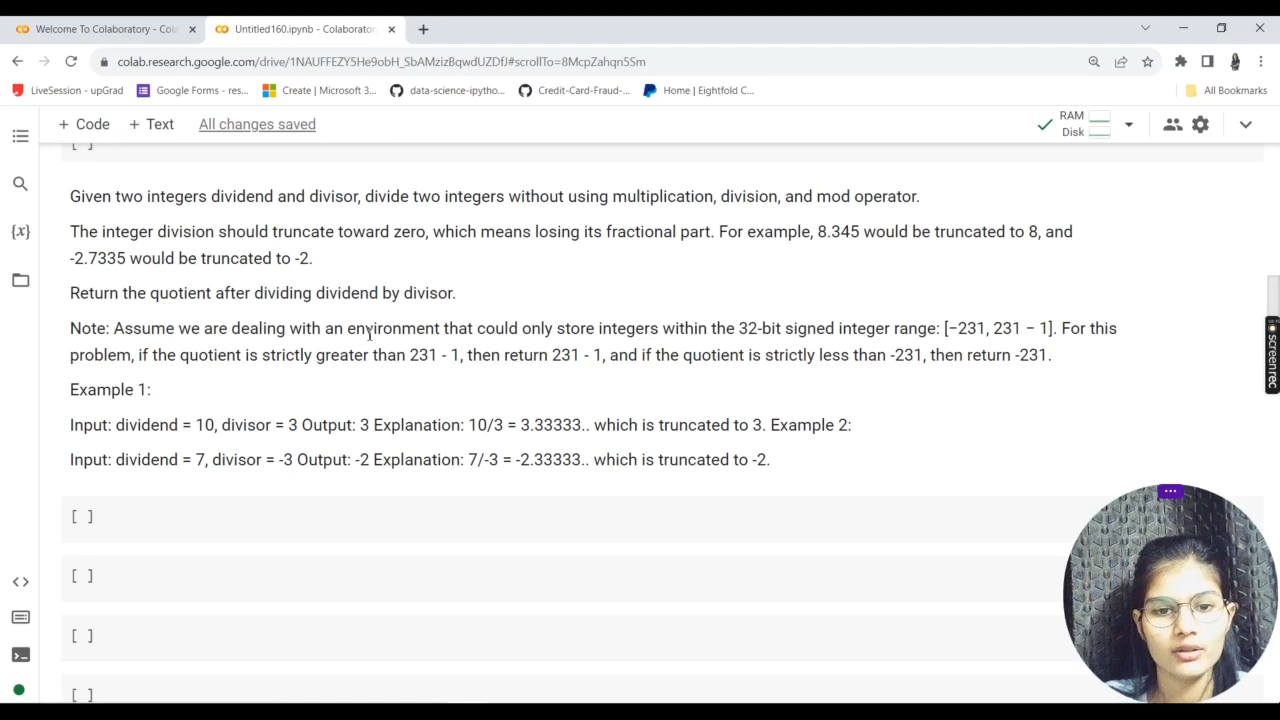 Welcome To Colaboratory - Col
Untitled160.ipynb - Colaborator
colab.research.google.com/drive/1NAUFFEZY5He9obH_SbAMzizBqwdUZDfJ#scrollTo=8McpZahqn5Sm
LiveSession - upGrad
Google Forms - res...
Create | Microsoft 3...
data-science-ipytho...
Credit-Card-Fraud-...
Home | Eightfold C...
All Bookmarks
+ Code + Text All changes saved
RAM
Disk
[ ]
Given two integers dividend and divisor, divide two integers without using multiplication, division, and mod operator.
The integer division should truncate toward zero, which means losing its fractional part. For example, 8.345 would be truncated to 8, and
-2.7335 would be truncated to -2.
Return the quotient after dividing dividend by divisor.
Note: Assume we are dealing with an environment that could only store integers within the 32-bit signed integer range: [−231, 231 − 1]. For this
problem, if the quotient is strictly greater than 231 - 1, then return 231 - 1, and if the quotient is strictly less than -231, then return -231.
Example 1:
Input: dividend = 10, divisor = 3 Output: 3 Explanation: 10/3 = 3.33333.. which is truncated to 3. Example 2:
Input: dividend = 7, divisor = -3 Output: -2 Explanation: 7/-3 = -2.33333.. which is truncated to -2.
[ ]
[ ]
[ ]
[ ]
screenrec